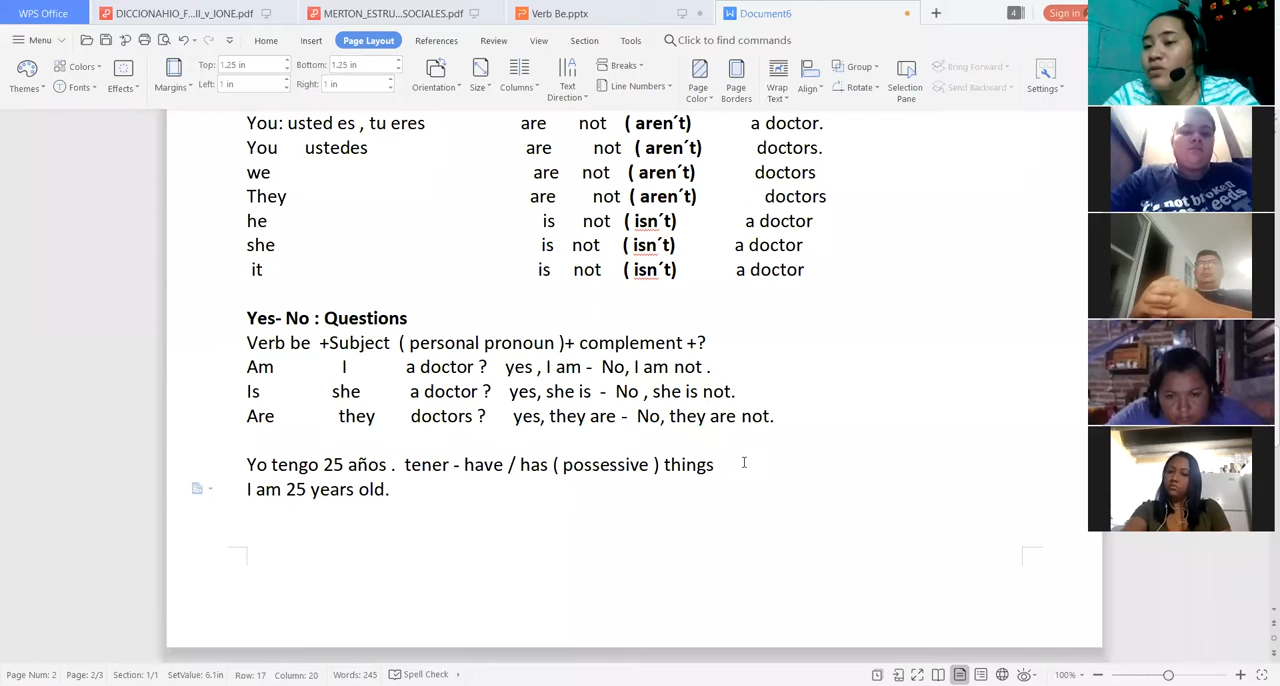 WPS Office DICCIONAHIO_F...II_v_IONE.pdf MERTON_ESTRU...SOCIALES.pdf Verb Be.pptx Document6 + 4 Sign in
Menu Home Insert Page Layout References Review View Section Tools Click to find commands
Colors Top: 1.25 in Bottom: 1.25 in Breaks Group Bring Forward
Themes Fonts Effects Margins Left: 1 in Right: 1 in Orientation Size Columns Text Direction Line Numbers Page Color Page Borders Wrap Text Align Rotate Selection Pane Send Backward Settings
You: usted es , tu eres are not ( aren´t) a doctor.
You ustedes are not ( aren´t) doctors.
we are not ( aren´t) doctors
They are not ( aren´t) doctors
he is not ( isn´t) a doctor
she is not ( isn´t) a doctor
it is not ( isn´t) a doctor
Yes- No : Questions
Verb be +Subject ( personal pronoun )+ complement +?
Am I a doctor ? yes , I am - No, I am not .
Is she a doctor ? yes, she is - No , she is not.
Are they doctors ? yes, they are - No, they are not.
Yo tengo 25 años . tener - have / has ( possessive ) things
I am 25 years old.
it's not broken
Page Num: 2 Page: 2/3 Section: 1/1 SetValue: 6.1in Row: 17 Column: 20 Words: 245 Spell Check 100%